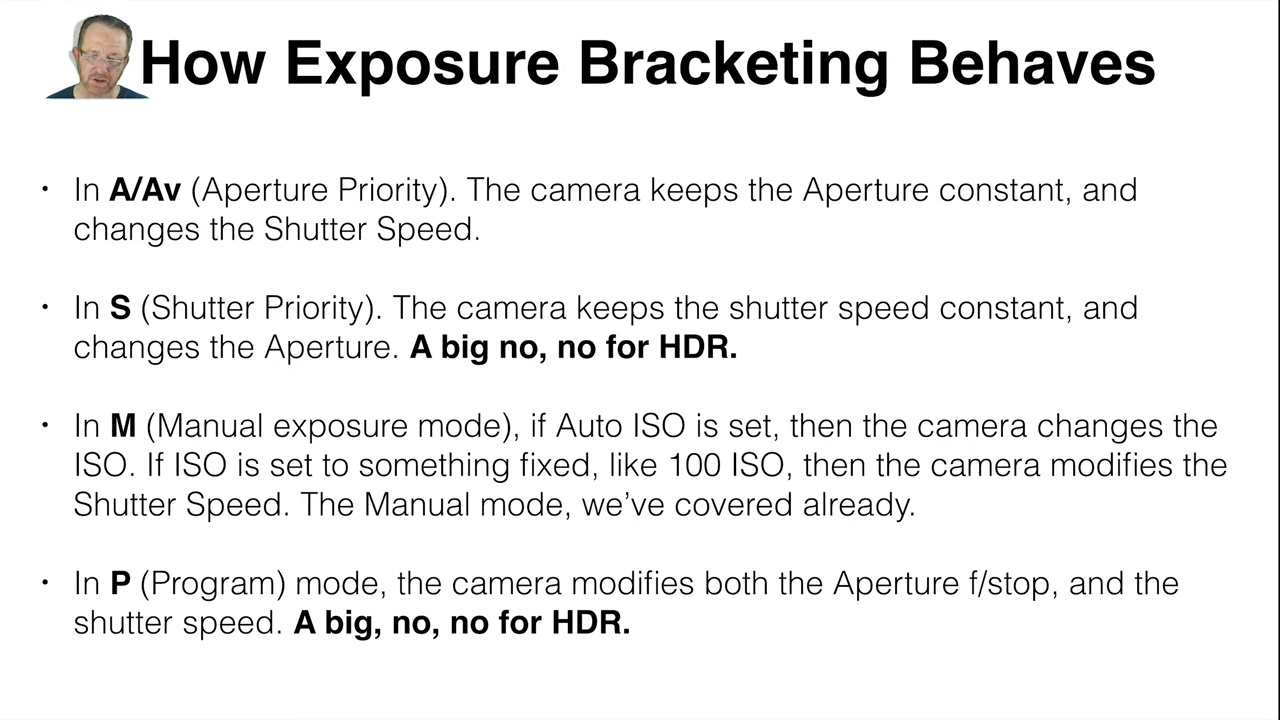 How Exposure Bracketing Behaves
• In A/Av (Aperture Priority). The camera keeps the Aperture constant, and
changes the Shutter Speed.
• In S (Shutter Priority). The camera keeps the shutter speed constant, and
changes the Aperture. A big no, no for HDR.
• In M (Manual exposure mode), if Auto ISO is set, then the camera changes the
ISO. If ISO is set to something fixed, like 100 ISO, then the camera modifies the
Shutter Speed. The Manual mode, we’ve covered already.
• In P (Program) mode, the camera modifies both the Aperture f/stop, and the
shutter speed. A big, no, no for HDR.